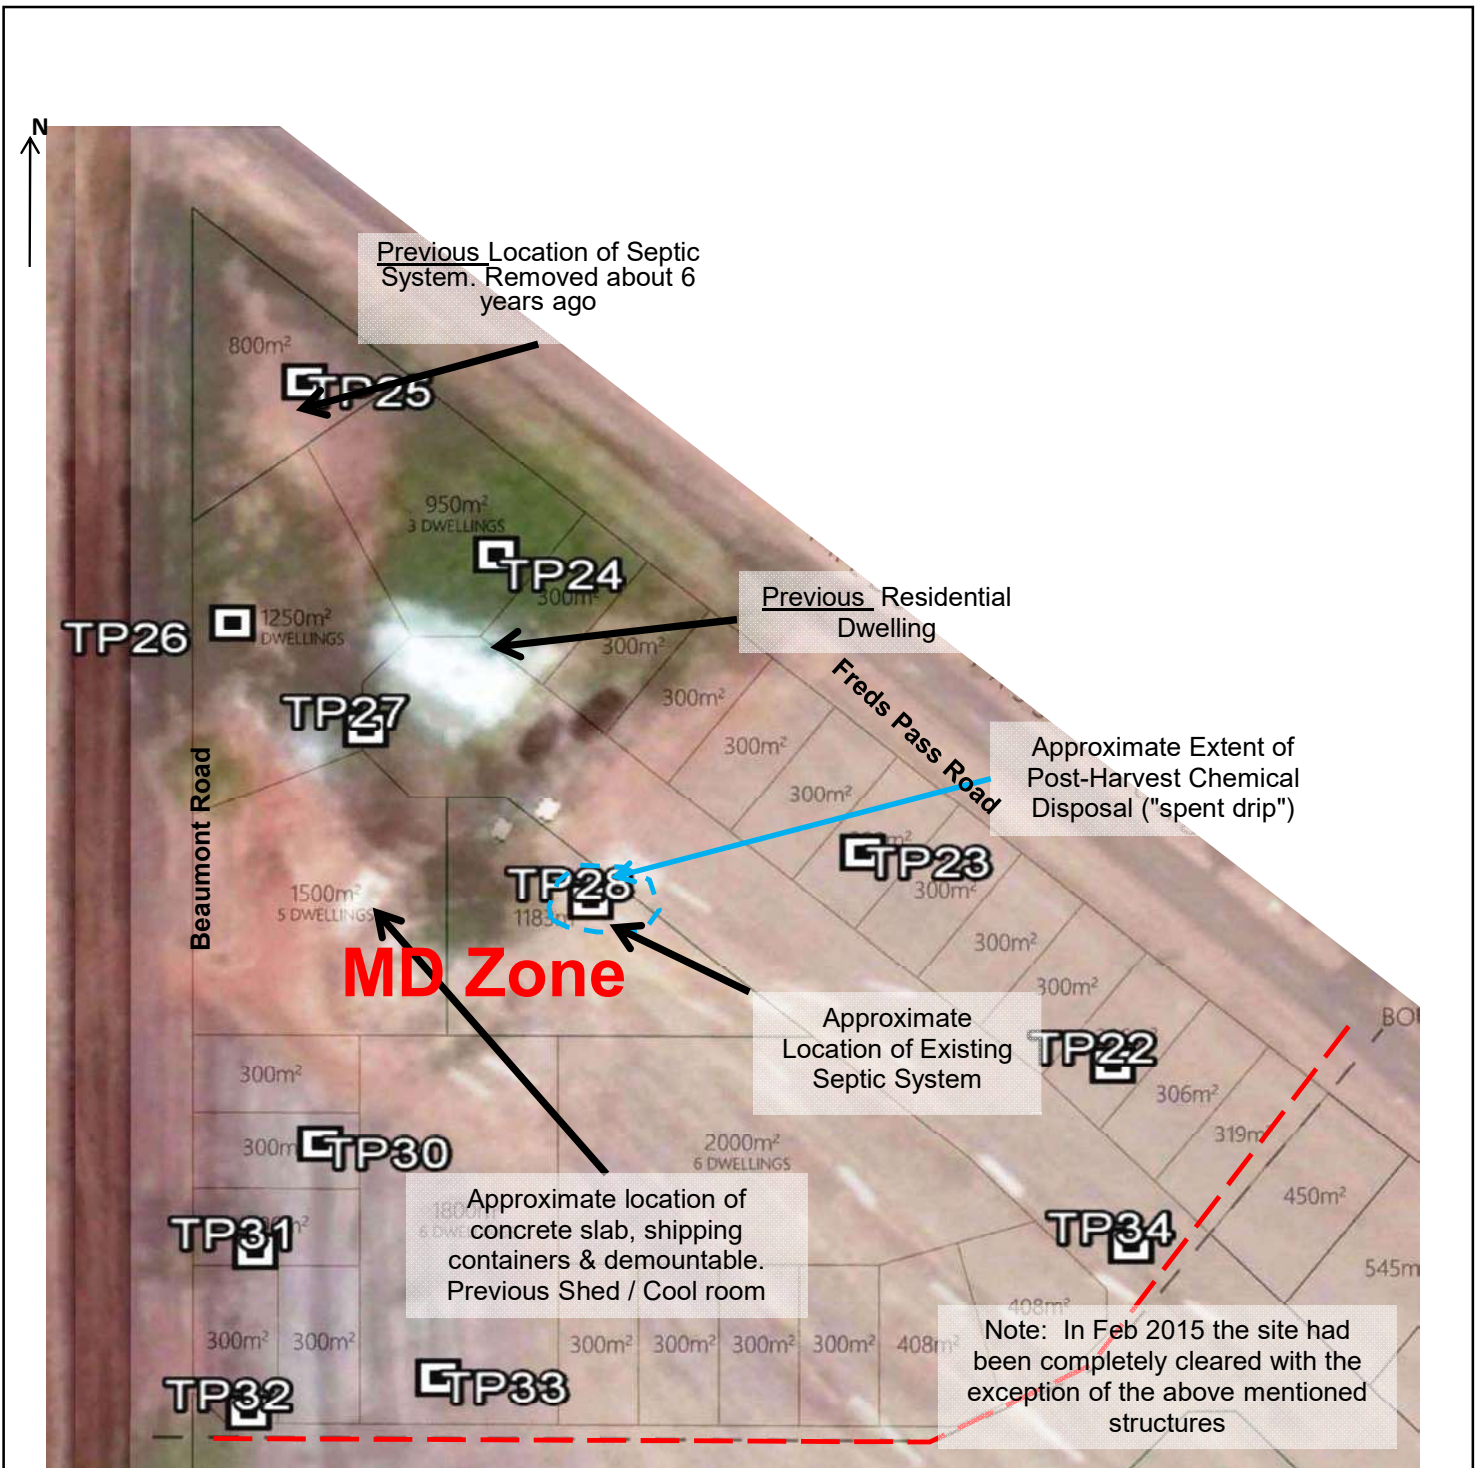 N
Previous Location of Septic
System. Removed about 6
years ago
800m²
TP25
950m²
3 DWELLINGS
TP24
300m²
Previous Residential
Dwelling
1250m²
DWELLINGS
TP26
300m²
TP27
300m²
Freds Pass Road
300m²
Beaumont Road
Approximate Extent of
Post-Harvest Chemical
Disposal ("spent drip")
300m²
TP23
300m²
TP28
1500m²
5 DWELLINGS
MD Zone
300m²
300m²
Approximate
Location of Existing
Septic System
TP22
300m²
306m²
319m²
300m
TP30
2000m²
6 DWELLINGS
450m²
Approximate location of
concrete slab, shipping
containers & demountable.
Previous Shed / Cool room
1800m²
TP31
TP34
545m
408m²
300m²
300m²
300m²
300m²
300m²
300m²
408m²
Note: In Feb 2015 the site had
been completely cleared with the
exception of the above mentioned
structures
TP32
TP33